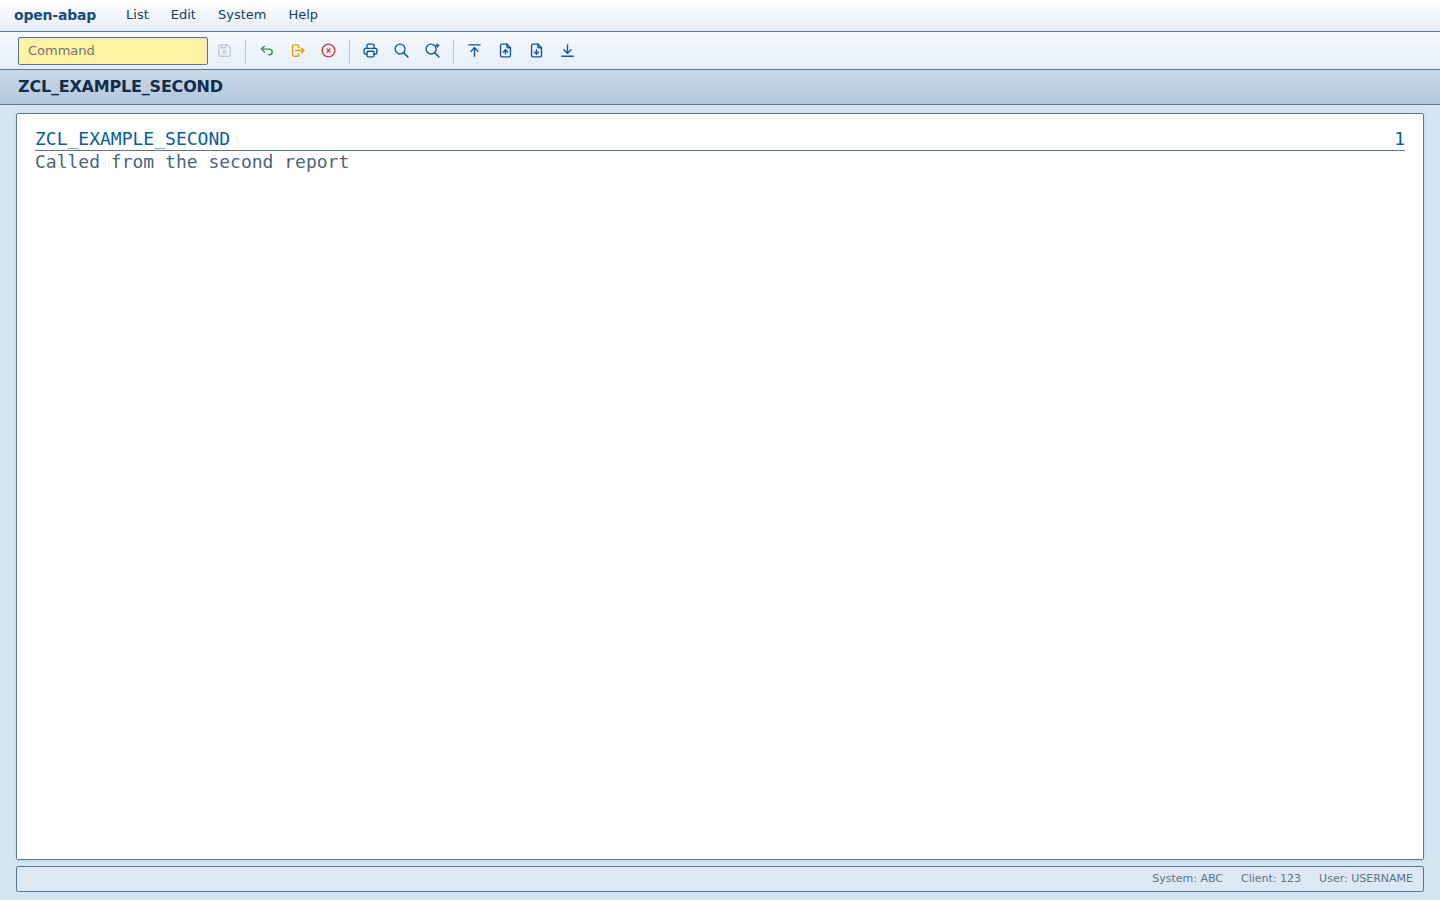 open-abap List Edit System Help
Command
ZCL_EXAMPLE_SECOND
ZCL_EXAMPLE_SECOND 1
Called from the second report
System: ABC Client: 123 User: USERNAME